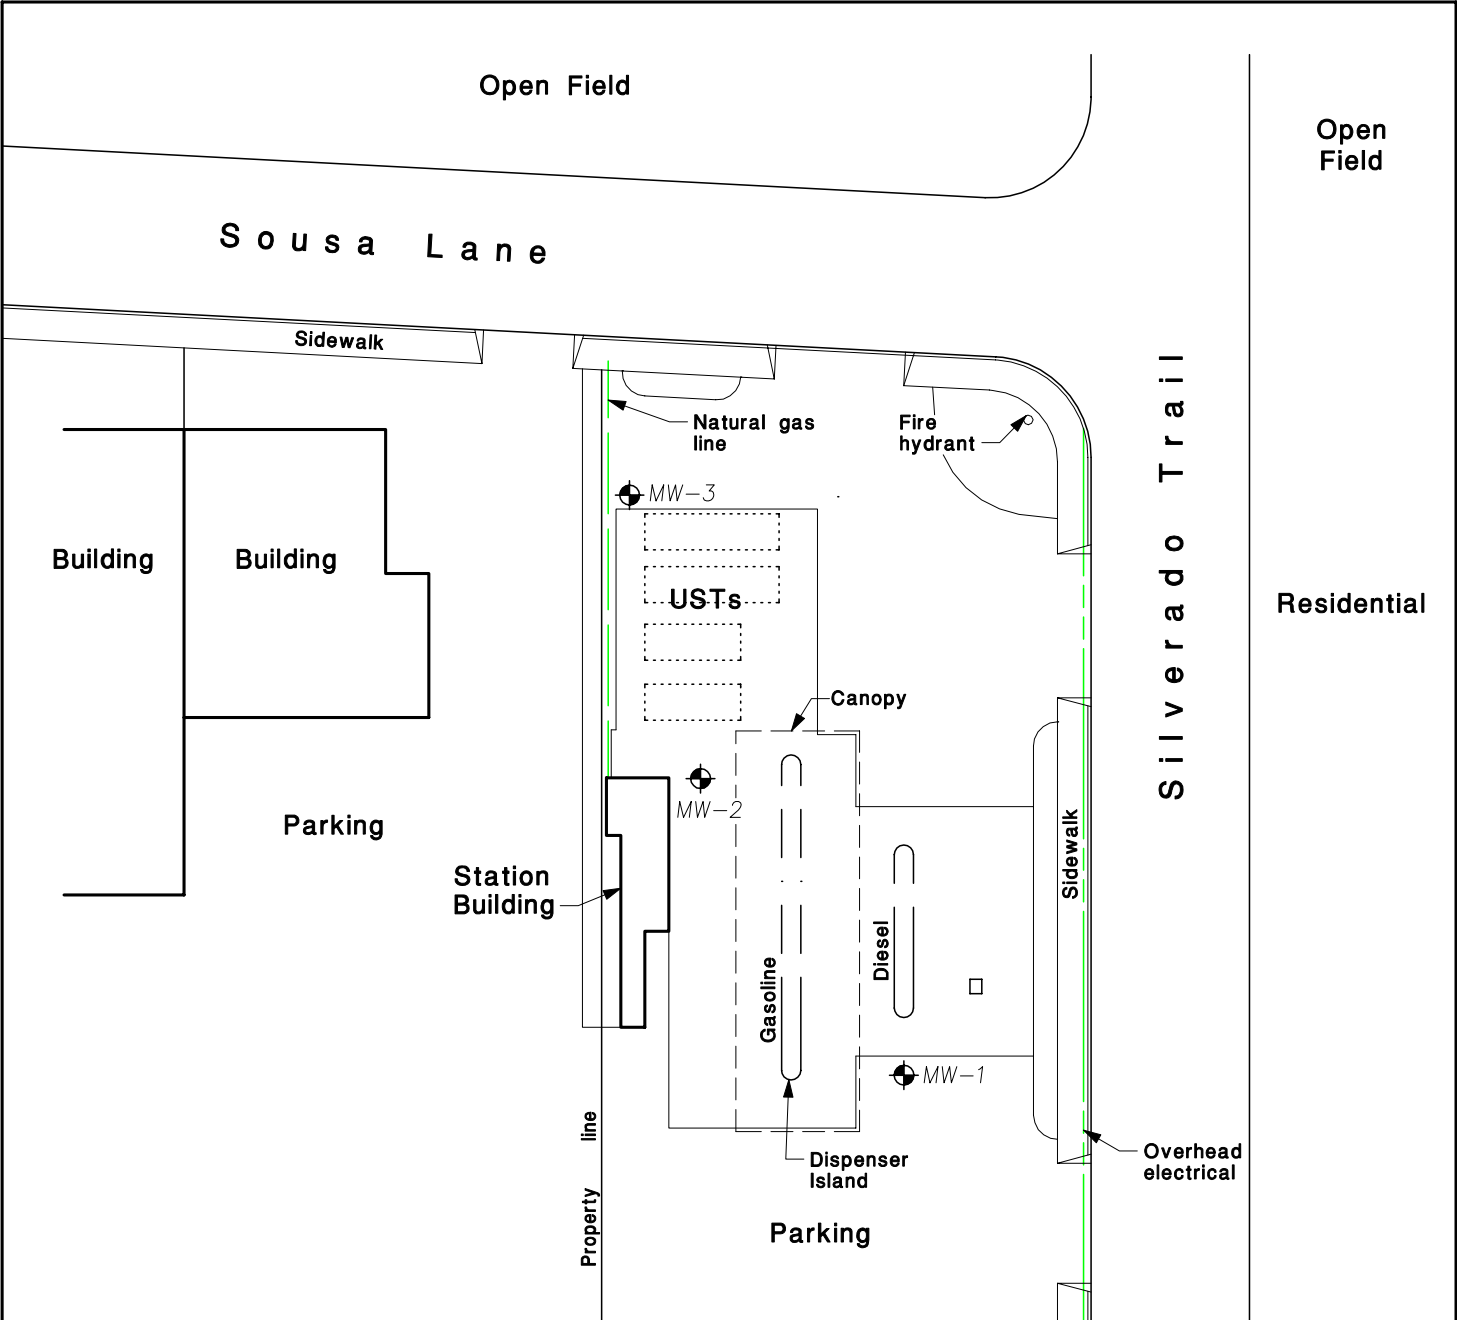 Open Field
Open
Field
Sousa Lane
Sidewalk
Natural gas
line
Fire
hydrant
Silverado Trail
MW-3
Building
Building
USTs
Residential
Canopy
MW-2
Parking
Sidewalk
Station
Building
Diesel
Gasoline
MW-1
Property line
Dispenser
Island
Overhead
electrical
Parking